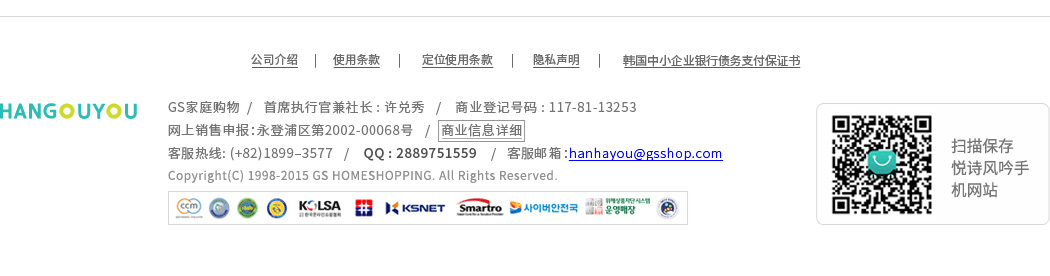 公司介绍 | 使用条款 | 定位使用条款 | 隐私声明 | 韩国中小企业银行债务支付保证书
HANGOUYOU
GS家庭购物 / 首席执行官兼社长 : 许兑秀 / 商业登记号码 : 117-81-13253
网上销售申报:永登浦区第2002-00068号 / 商业信息详细
客服热线: (+82)1899–3577 / QQ : 2889751559 / 客服邮箱:hanhayou@gsshop.com
Copyright(C) 1998-2015 GS HOMESHOPPING. All Rights Reserved.
ccm KOLSA KSNET Smartro 사이버안전국 위해상품차단 시스템
운영매장
扫描保存
悦诗风吟手
机网站